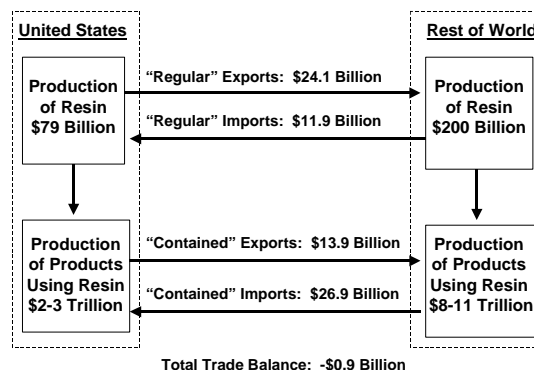 United States
Rest of World
Production
of Resin
$79 Billion
“Regular” Exports: $24.1 Billion
“Regular” Imports: $11.9 Billion
Production
of Resin
$200 Billion
Production
of Products
Using Resin
$2-3 Trillion
“Contained” Exports: $13.9 Billion
“Contained” Imports: $26.9 Billion
Production
of Products
Using Resin
$8-11 Trillion
Total Trade Balance: -$0.9 Billion